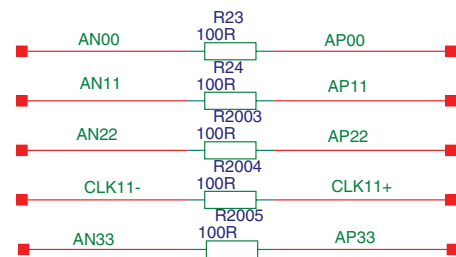 R23
AN00 100R AP00
R24
AN11 100R AP11
R2003
AN22 100R AP22
R2004
CLK11- 100R CLK11+
R2005
AN33 100R AP33